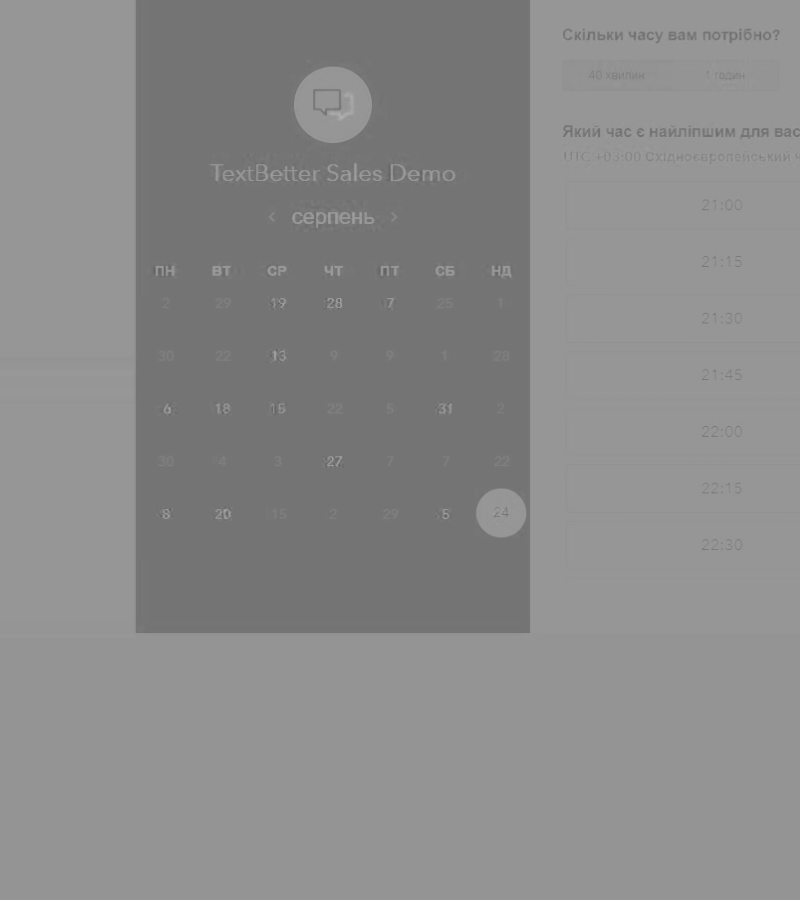 TextBetter Sales Demo
‹ серпень ›
ПН ВТ СР ЧТ ПТ СБ НД
2 29 19 28 7 25 1
30 22 13 9 9 1 28
6 18 15 22 5 31 2
30 4 3 27 7 7 22
8 20 15 2 29 5 24
Скільки часу вам потрібно?
40 хвилин 1 годин
Який час є найліпшим для вас
UTC +03:00 Східноєвропейський ч
21:00
21:15
21:30
21:45
22:00
22:15
22:30